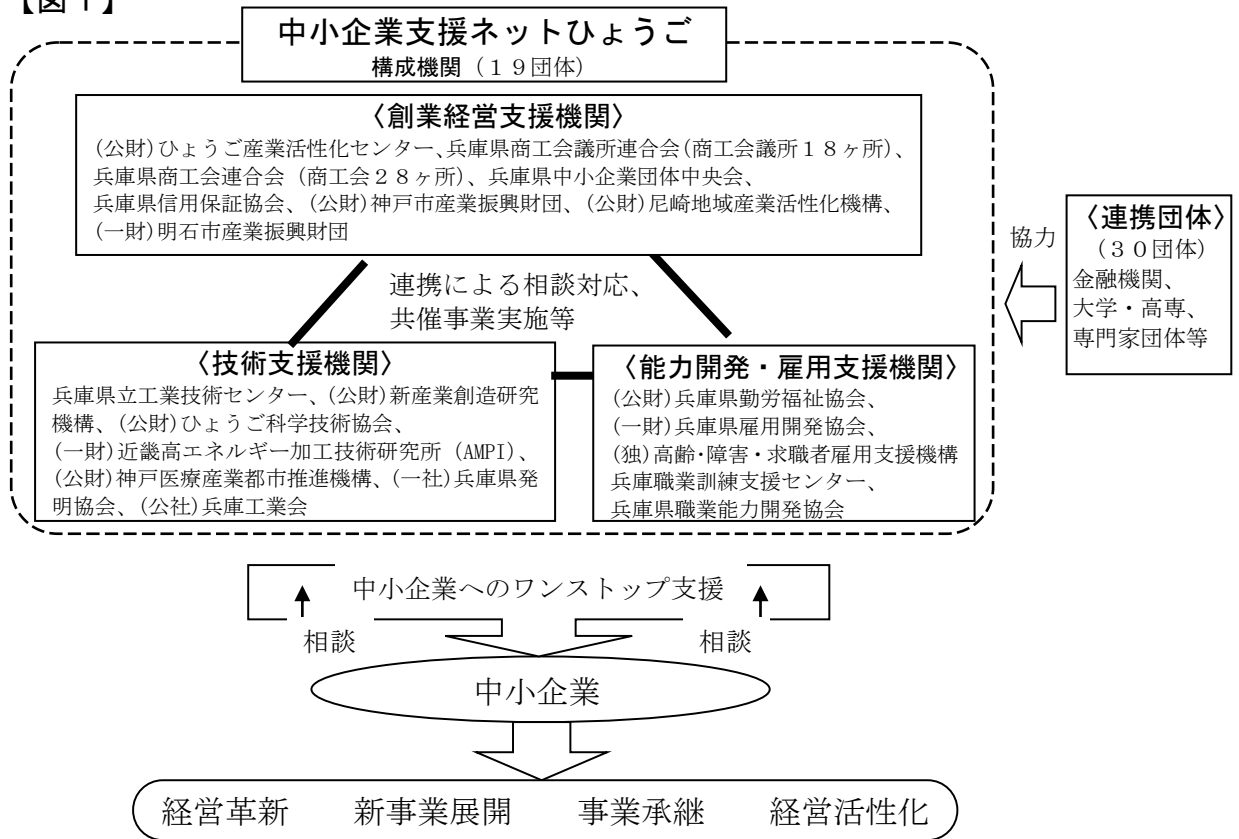 【図１】
中小企業支援ネットひょうご
構成機関（１９団体）
〈創業経営支援機関〉
(公財)ひょうご産業活性化センター、兵庫県商工会議所連合会(商工会議所１８ヶ所)、
兵庫県商工会連合会（商工会２８ヶ所）、兵庫県中小企業団体中央会、
兵庫県信用保証協会、(公財)神戸市産業振興財団、(公財)尼崎地域産業活性化機構、
(一財)明石市産業振興財団
連携による相談対応、
共催事業実施等
〈技術支援機関〉
兵庫県立工業技術センター、(公財)新産業創造研究
機構、(公財)ひょうご科学技術協会、
(一財)近畿高エネルギー加工技術研究所（AMPI）、
(公財)神戸医療産業都市推進機構、(一社)兵庫県発
明協会、(公社)兵庫工業会
〈能力開発・雇用支援機関〉
(公財)兵庫県勤労福祉協会、
(一財)兵庫県雇用開発協会、
(独)高齢･障害・求職者雇用支援機構
兵庫職業訓練支援センター、
兵庫県職業能力開発協会
協力
〈連携団体〉
（３０団体）
金融機関、
大学・高専、
専門家団体等
中小企業へのワンストップ支援
相談
相談
中小企業
経営革新　新事業展開　事業承継　経営活性化